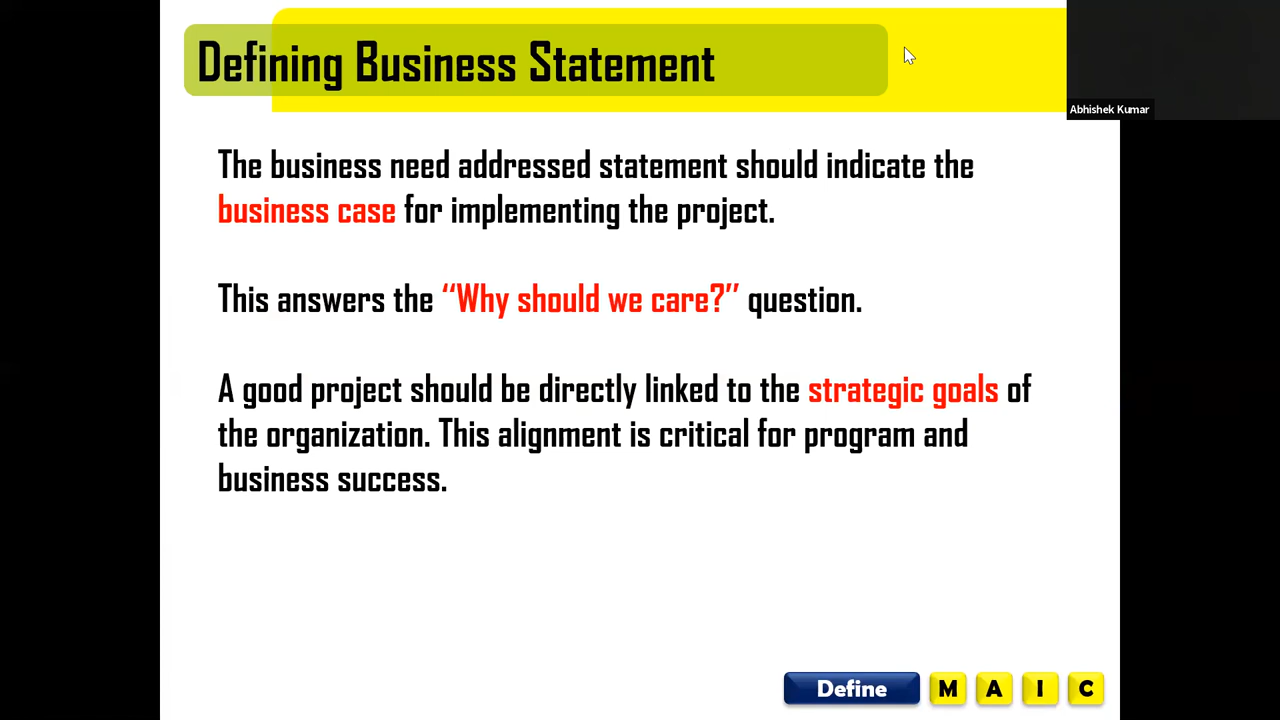 Defining Business Statement
Abhishek Kumar
The business need addressed statement should indicate the
business case for implementing the project.
This answers the “Why should we care?” question.
A good project should be directly linked to the strategic goals of
the organization. This alignment is critical for program and
business success.
Define M A I C